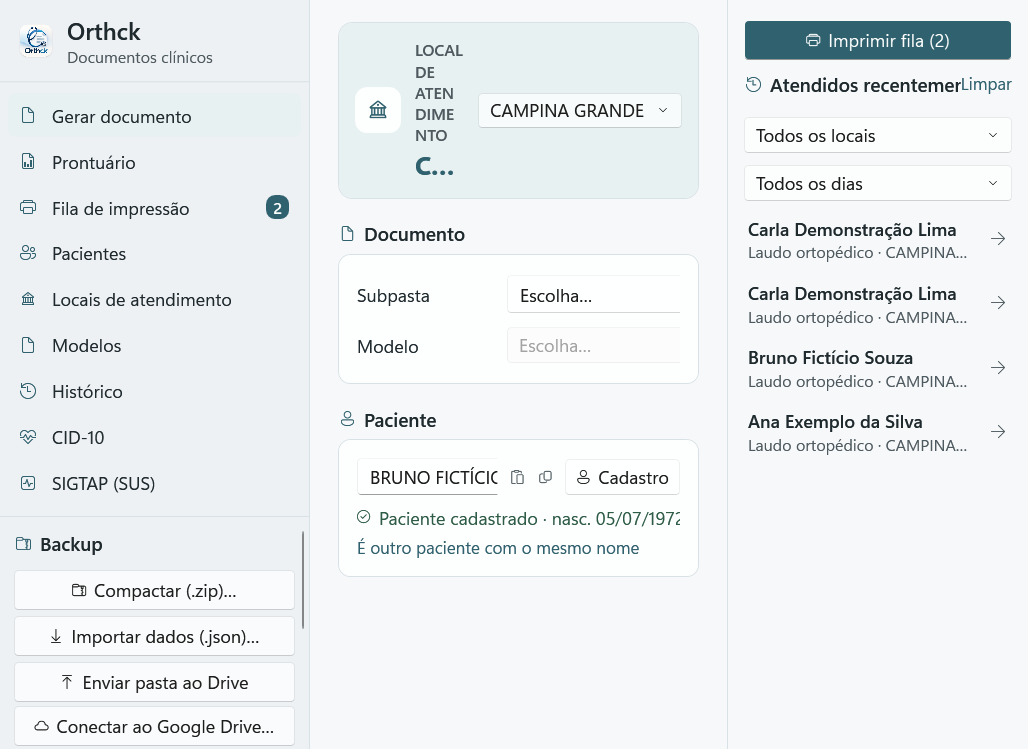 Orthck
Orthck
Documentos clínicos
Gerar documento
Prontuário
Fila de impressão
2
Pacientes
Locais de atendimento
Modelos
Histórico
CID-10
SIGTAP (SUS)
Backup
Compactar (.zip)...
Importar dados (.json)...
Enviar pasta ao Drive
Conectar ao Google Drive...
LOCAL
DE
ATEN
DIME
NTO
C...
CAMPINA GRANDE
Documento
Subpasta
Escolha...
Modelo
Escolha...
Paciente
BRUNO FICTÍCIO
Cadastro
Paciente cadastrado · nasc. 05/07/1972
É outro paciente com o mesmo nome
Imprimir fila (2)
Atendidos recentemer
Limpar
Todos os locais
Todos os dias
Carla Demonstração Lima
Laudo ortopédico · CAMPINA...
Carla Demonstração Lima
Laudo ortopédico · CAMPINA...
Bruno Fictício Souza
Laudo ortopédico · CAMPINA...
Ana Exemplo da Silva
Laudo ortopédico · CAMPINA...